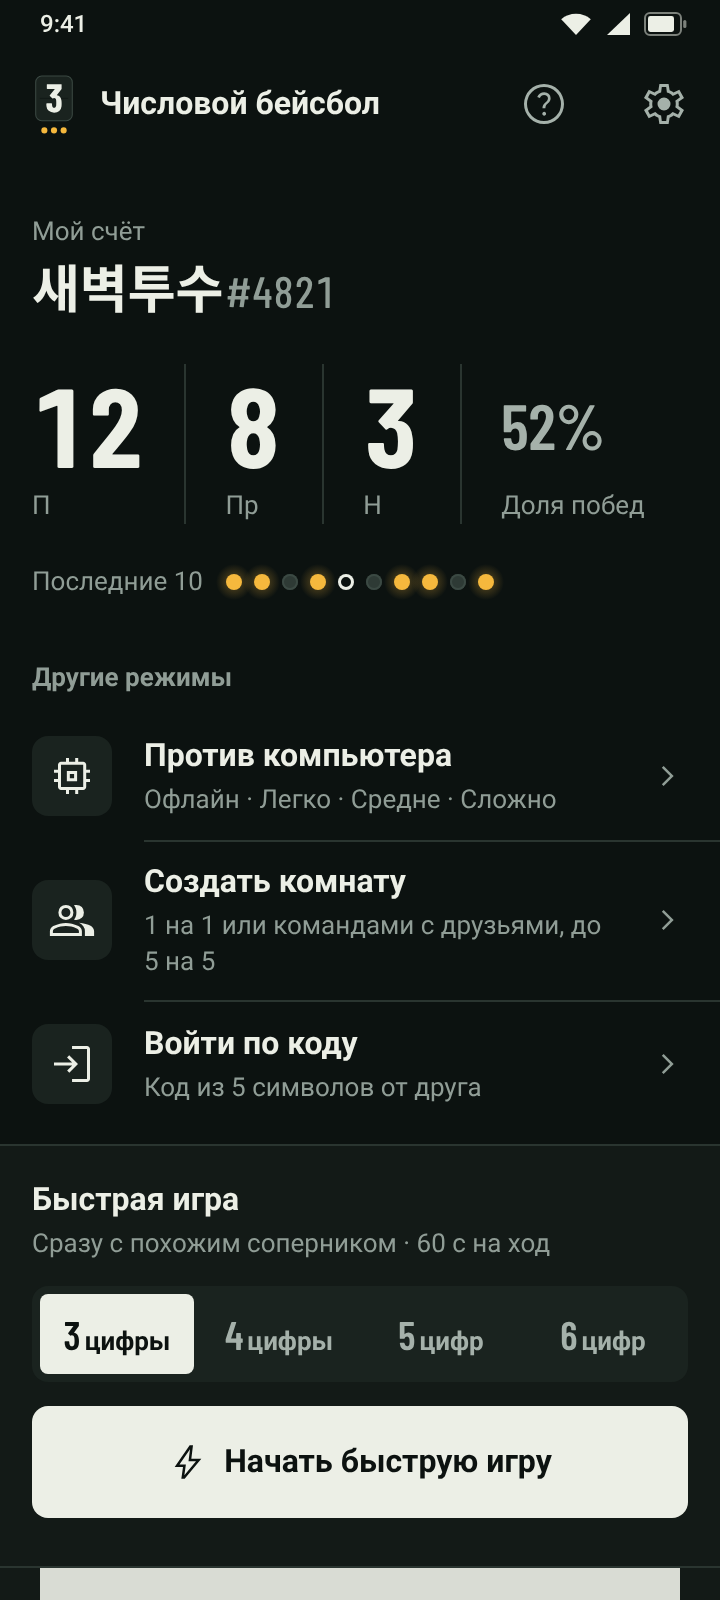 9:41
3
Числовой бейсбол
Мой счёт
새벽투수#4821
12 8 3 52%
П Пр Н Доля побед
Последние 10
Другие режимы
Против компьютера
Офлайн · Легко · Средне · Сложно
Создать комнату
1 на 1 или командами с друзьями, до
5 на 5
Войти по коду
Код из 5 символов от друга
Быстрая игра
Сразу с похожим соперником · 60 с на ход
3 цифры 4 цифры 5 цифр 6 цифр
Начать быструю игру